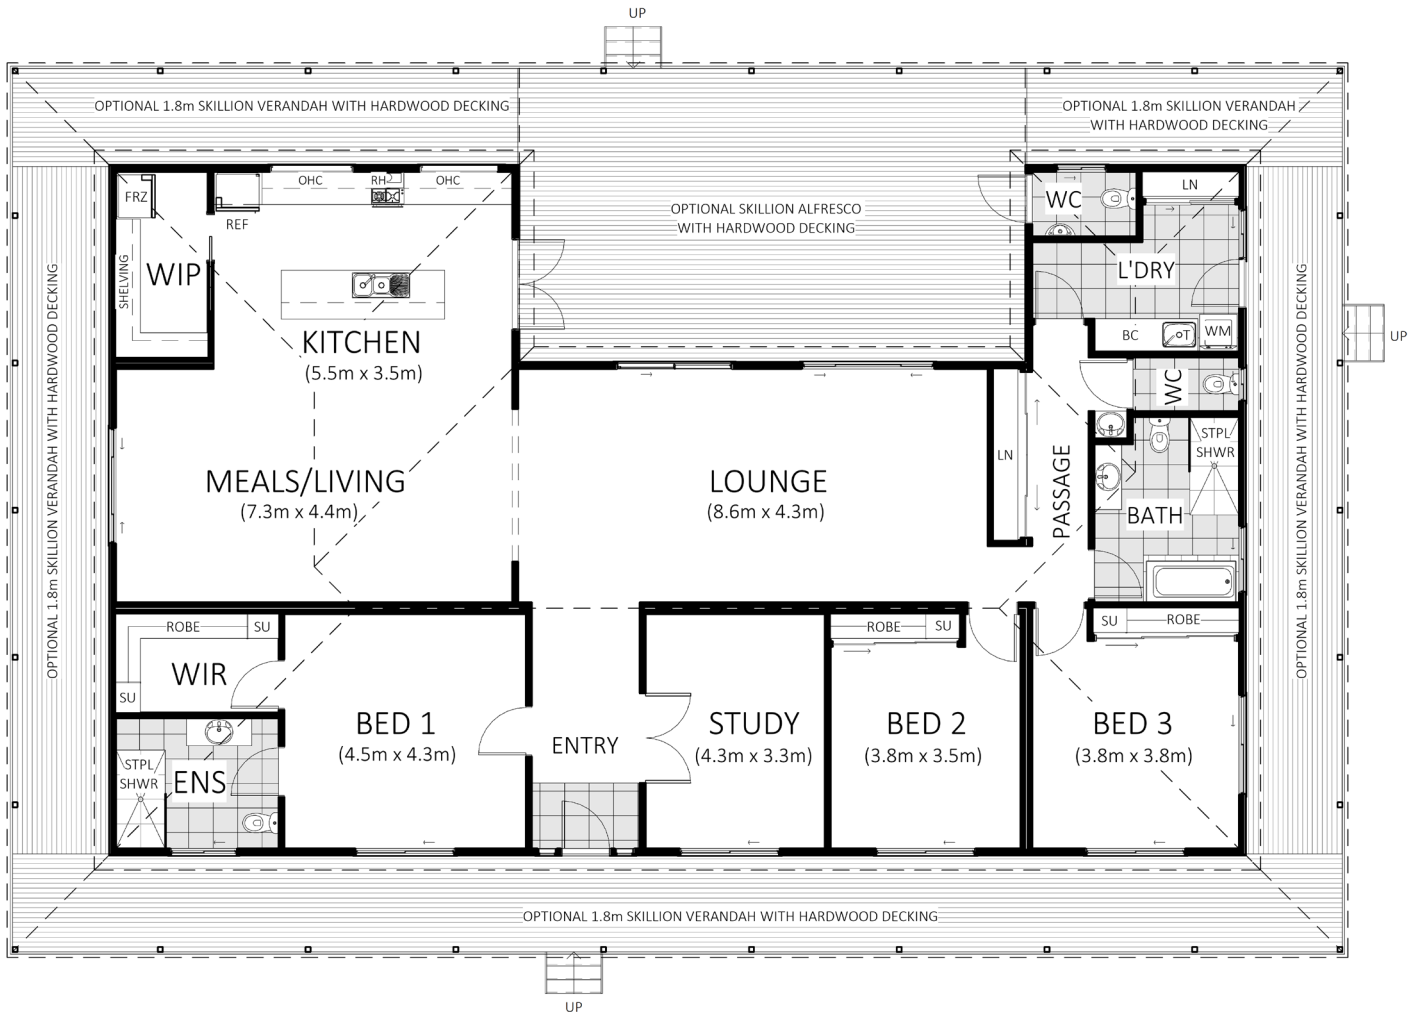 UP
OPTIONAL 1.8m SKILLION VERANDAH WITH HARDWOOD DECKING
OPTIONAL 1.8m SKILLION VERANDAH
WITH HARDWOOD DECKING
OHC
RH
OHC
FRZ
REF
WIP
SHELVING
KITCHEN
(5.5m x 3.5m)
OPTIONAL SKILLION ALFRESCO
WITH HARDWOOD DECKING
WC
LN
L'DRY
BC
T
WM
UP
WC
OPTIONAL 1.8m SKILLION VERANDAH WITH HARDWOOD DECKING
OPTIONAL 1.8m SKILLION VERANDAH WITH HARDWOOD DECKING
MEALS/LIVING
(7.3m x 4.4m)
LOUNGE
(8.6m x 4.3m)
LN
PASSAGE
STPL
SHWR
BATH
ROBE
SU
WIR
SU
BED 1
(4.5m x 4.3m)
ENTRY
STUDY
(4.3m x 3.3m)
ROBE
SU
BED 2
(3.8m x 3.5m)
SU
ROBE
BED 3
(3.8m x 3.8m)
STPL
SHWR
ENS
OPTIONAL 1.8m SKILLION VERANDAH WITH HARDWOOD DECKING
UP